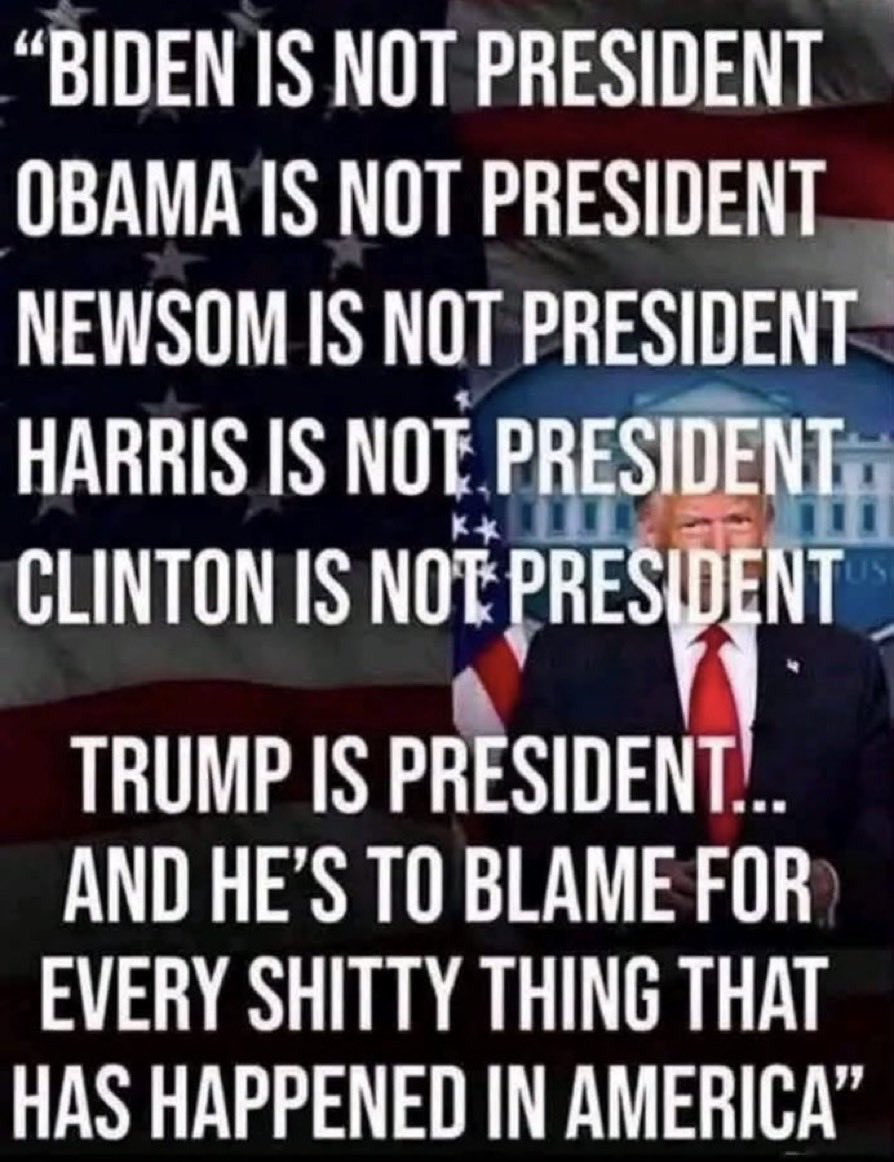 “BIDEN IS NOT PRESIDENT
OBAMA IS NOT PRESIDENT
NEWSOM IS NOT PRESIDENT
HARRIS IS NOT PRESIDENT
CLINTON IS NOT PRESIDENT
TRUMP IS PRESIDENT...
AND HE’S TO BLAME FOR
EVERY SHITTY THING THAT
HAS HAPPENED IN AMERICA”